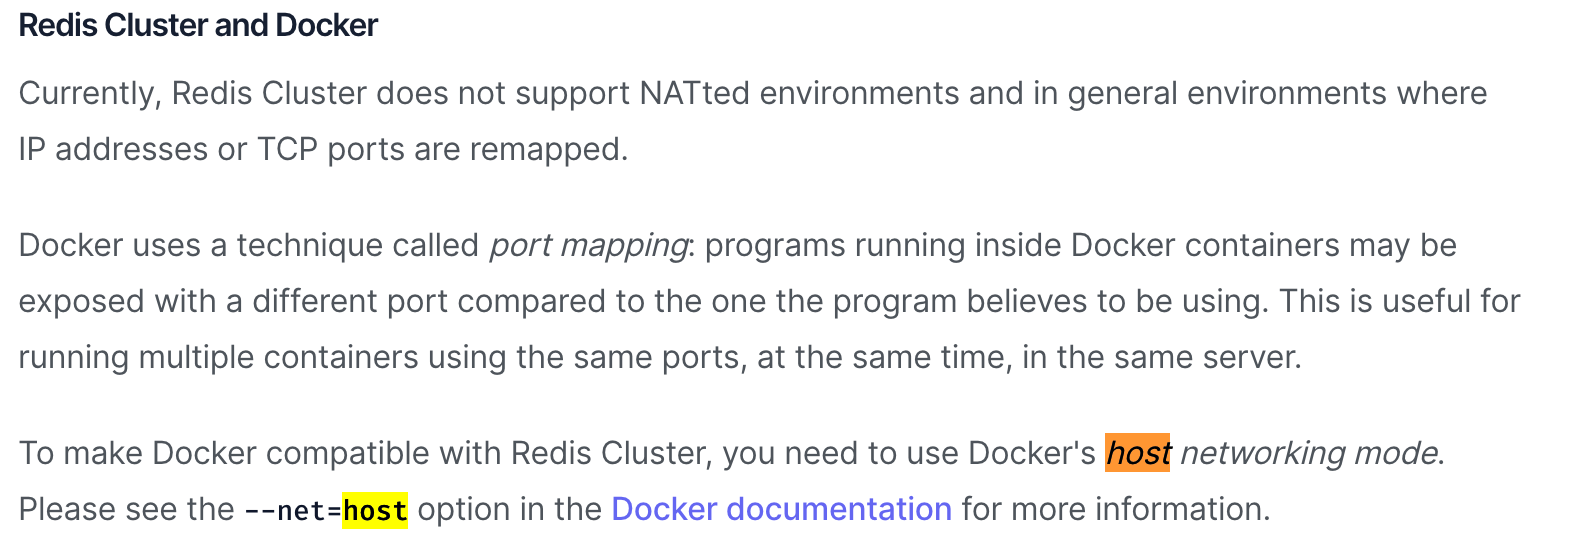 Redis Cluster and Docker
Currently, Redis Cluster does not support NATted environments and in general environments where
IP addresses or TCP ports are remapped.
Docker uses a technique called port mapping: programs running inside Docker containers may be
exposed with a different port compared to the one the program believes to be using. This is useful for
running multiple containers using the same ports, at the same time, in the same server.
To make Docker compatible with Redis Cluster, you need to use Docker's host networking mode.
Please see the --net=host option in the Docker documentation for more information.